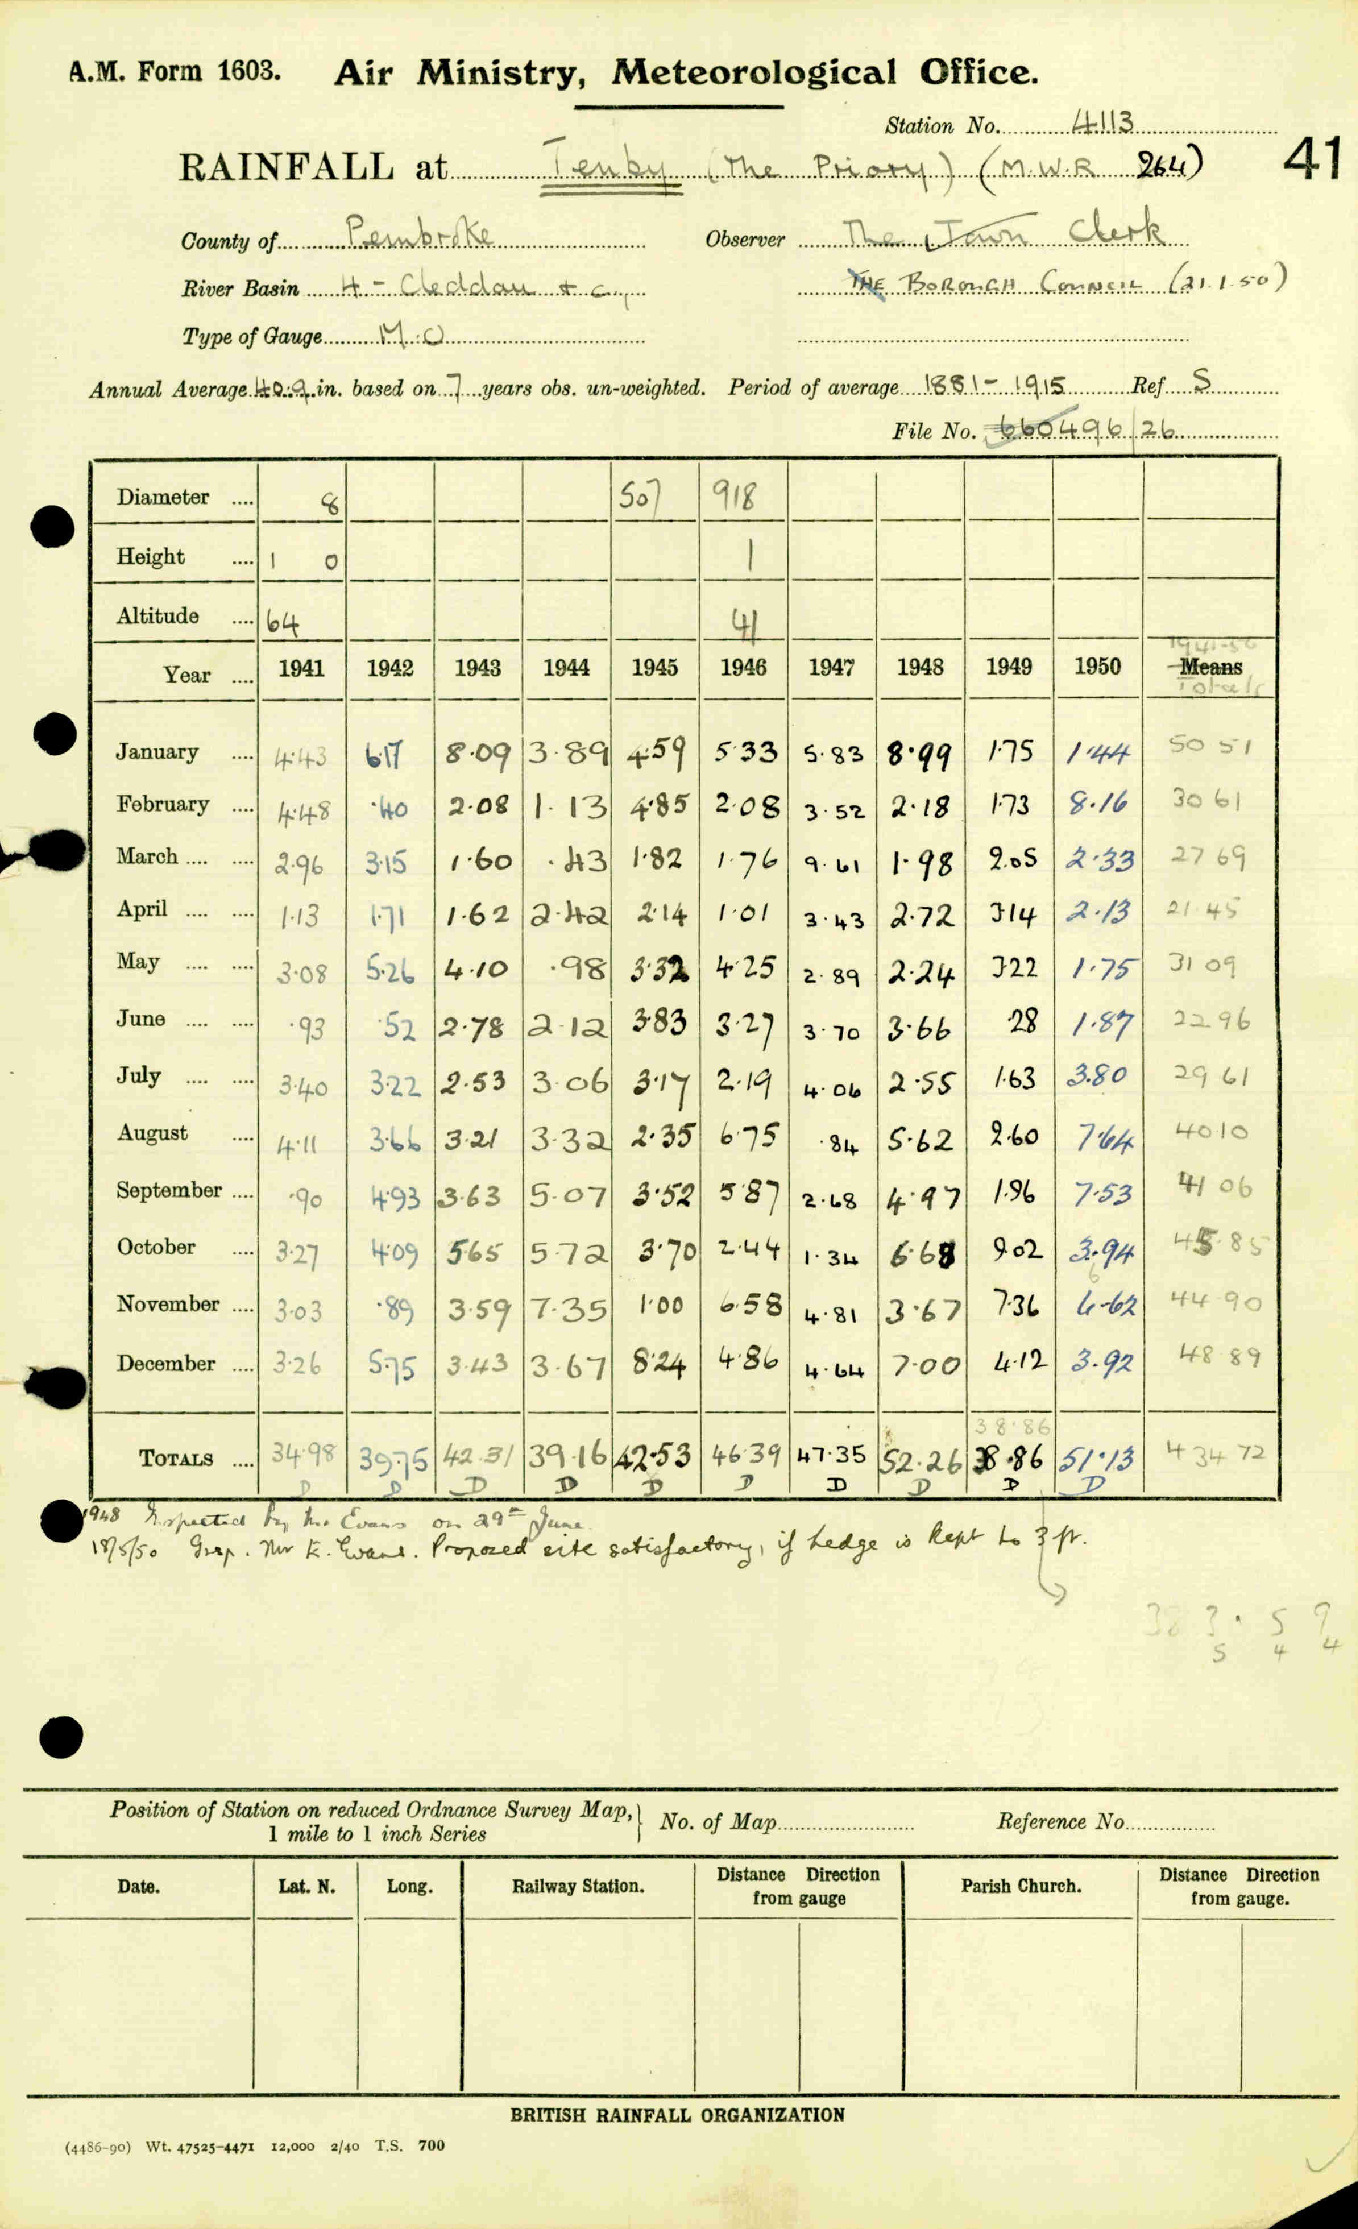 A.M. Form 1603. Air Ministry, Meteorological Office.
Station No. 4113
RAINFALL at Tenby (The Priory) (M.W.R 264) 41
County of Pembroke Observer The Town Clerk
River Basin 4 - Cleddau + c, THE BOROUGH COUNCIL (21.1.50)
Type of Gauge M.O
Annual Average 40.9 in. based on 7 years obs. un-weighted. Period of average 1881-1915 Ref S
File No. 660496/26
Diameter .... 8 507 918
Height .... 1 0 1
Altitude .... 64 41
1941-50
Year .... 1941 1942 1943 1944 1945 1946 1947 1948 1949 1950 Means
Totals
January .... 4.43 6.17 8.09 3.89 4.59 5.33 5.83 8.99 1.75 1.44 50 51
February .... 4.48 .40 2.08 1.13 4.85 2.08 3.52 2.18 1.73 8.16 30 61
March .... .... 2.96 3.15 1.60 .43 1.82 1.76 9.61 1.98 2.05 2.33 27 69
April .... .... 1.13 1.71 1.62 2.42 2.14 1.01 3.43 2.72 3.14 2.13 21.45
May .... .... 3.08 5.26 4.10 .98 3.32 4.25 2.89 2.24 3.22 1.75 31 09
June .... .... .93 .52 2.78 2.12 3.83 3.27 3.70 3.66 .28 1.87 22 96
July .... .... 3.40 3.22 2.53 3.06 3.17 2.19 4.06 2.55 1.63 3.80 29 61
August .... 4.11 3.66 3.21 3.32 2.35 6.75 .84 5.62 2.60 7.64 40 10
September .... .90 4.93 3.63 5.07 3.52 5.87 2.68 4.97 1.96 7.53 41 06
October .... 3.27 4.09 5.65 5.72 3.70 2.44 1.34 6.68 9.02 3.94 45.85
November .... 3.03 .89 3.59 7.35 1.00 6.58 4.81 3.67 7.36 6.62 44 90
December .... 3.26 5.75 3.43 3.67 8.24 4.86 4.64 7.00 4.12 3.92 48 89
38.86
TOTALS .... 34.98 39.75 42.31 39.16 42.53 46.39 47.35 52.26 38.86 51.13 434 72
D D D D D D D D D D
1948 Inspected by Mr Evans on 29th June
18/5/50 Insp. Mr E. Evans. Proposed site satisfactory, if hedge is kept to 3 ft.
383.59
5 4 4
Position of Station on reduced Ordnance Survey Map, } No. of Map Reference No.
1 mile to 1 inch Series
Date. Lat. N. Long. Railway Station. Distance Direction from gauge Parish Church. Distance Direction from gauge.
BRITISH RAINFALL ORGANIZATION
(4486-90) Wt. 47525-4471 12,000 2/40 T.S. 700